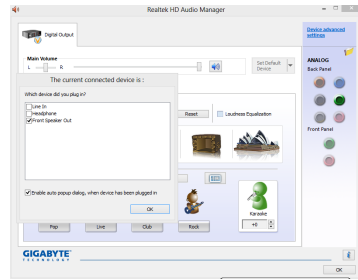 Realtek HD Audio Manager
Digital Output
Device advanced
settings
Main Volume
L
R
Set Default
Device
ANALOG
Back Panel
The current connected device is :
Which device did you plug in?
Line In
Headphone
Front Speaker Out
Enable auto popup dialog, when device has been plugged in
OK
Reset
Loudness Equalization
Front Panel
Karaoke
+0
Pop
Live
Club
Rock
GIGABYTE
TECHNOLOGY
i
OK